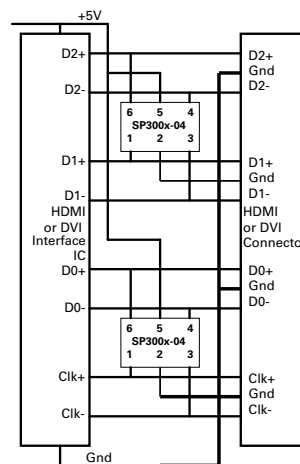 +5V
D2+ D2+
Gnd
D2- D2-
6 5 4
SP300x-04
1 2 3
D1+ D1+
Gnd
D1- D1-
HDMI or DVI Interface IC
HDMI or DVI Connector
D0+ D0+
Gnd
D0- D0-
6 5 4
SP300x-04
1 2 3
Clk+ Clk+
Gnd
Clk- Clk-
Gnd